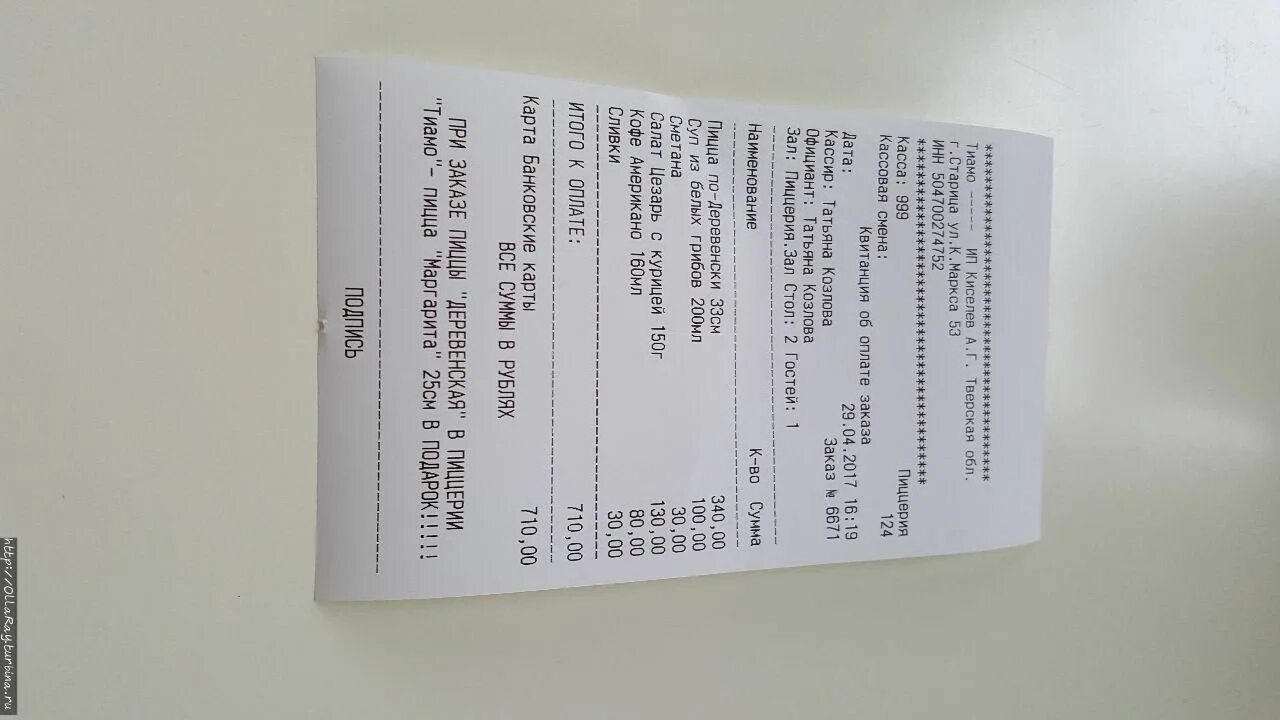 *****************************************
Тиамо ----- ИП Киселев А.Г. Тверская обл.
г.Старица ул.К.Маркса 53
ИНН 504700274752
*****************************************
Касса: 999 Пиццерия
Кассовая смена: 124
Квитанция об оплате заказа
Дата: 29.04.2017 16:19
Кассир: Татьяна Козлова Заказ № 6671
Официант: Татьяна Козлова
Зал: Пиццерия.Зал Стол: 2 Гостей: 1
Наименование К-во Сумма
Пицца по-Деревенски 33см 340,00
Суп из белых грибов 200мл 100,00
Сметана 30,00
Салат Цезарь с курицей 150г 130,00
Кофе Американо 160мл 80,00
Сливки 30,00
ИТОГО К ОПЛАТЕ: 710,00
Карта Банковские карты 710,00
ВСЕ СУММЫ В РУБЛЯХ
ПРИ ЗАКАЗЕ ПИЦЦЫ "ДЕРЕВЕНСКАЯ" В ПИЦЦЕРИИ
"Тиамо"- пицца "Маргарита" 25см В ПОДАРОК!!!!!
ПОДПИСЬ
http://OllaRay.turbina.ru